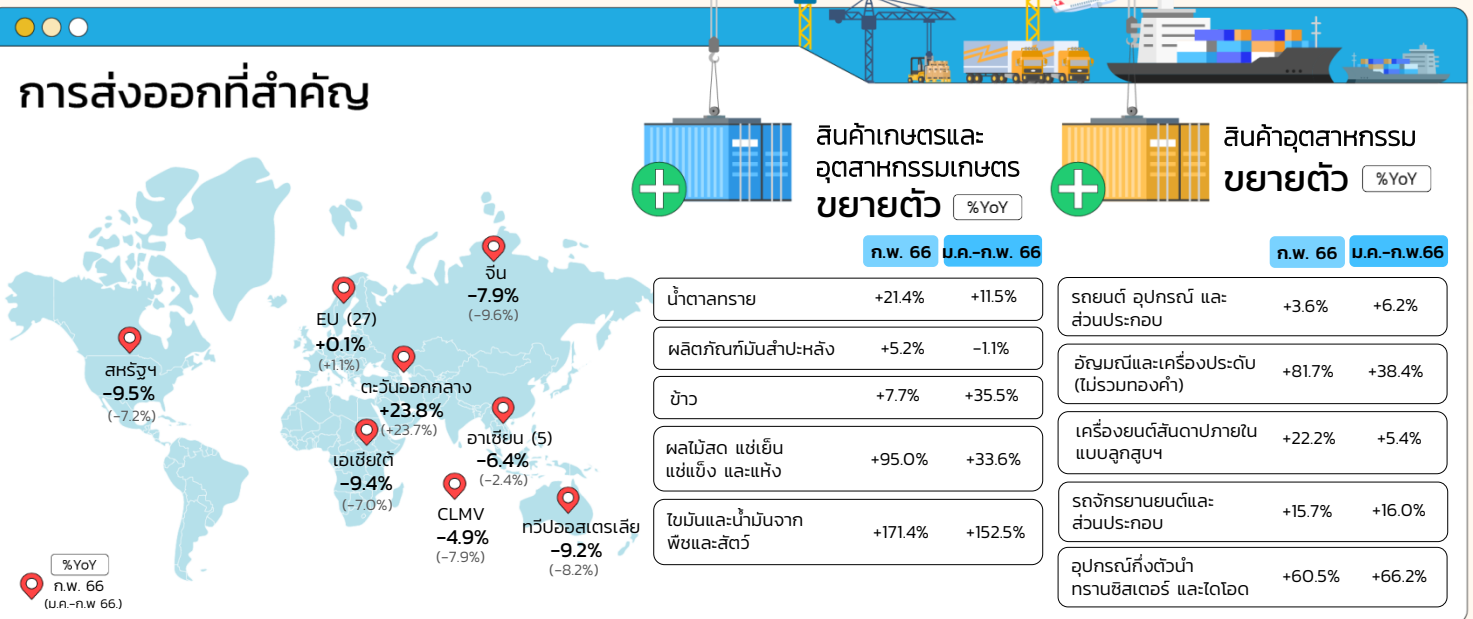 การส่งออกที่สำคัญ
จีน
-7.9%
(-9.6%)
EU (27)
+0.1%
(+1.1%)
สหรัฐฯ
-9.5%
(-7.2%)
ตะวันออกกลาง
+23.8%
(+23.7%)
เอเชียใต้
-9.4%
(-7.0%)
อาเซียน (5)
-6.4%
(-2.4%)
CLMV
-4.9%
(-7.9%)
ทวีปออสเตรเลีย
-9.2%
(-8.2%)
%YoY
ก.พ. 66
(ม.ค.-ก.พ 66.)
สินค้าเกษตรและ
อุตสาหกรรมเกษตร
ขยายตัว %YoY
ก.พ. 66 ม.ค.-ก.พ. 66
น้ำตาลทราย +21.4% +11.5%
ผลิตภัณฑ์มันสำปะหลัง +5.2% -1.1%
ข้าว +7.7% +35.5%
ผลไม้สด แช่เย็น
แช่แข็ง และแห้ง +95.0% +33.6%
ไขมันและน้ำมันจาก
พืชและสัตว์ +171.4% +152.5%
สินค้าอุตสาหกรรม
ขยายตัว %YoY
ก.พ. 66 ม.ค.-ก.พ.66
รถยนต์ อุปกรณ์ และ
ส่วนประกอบ +3.6% +6.2%
อัญมณีและเครื่องประดับ
(ไม่รวมทองคำ) +81.7% +38.4%
เครื่องยนต์สันดาปภายใน
แบบลูกสูบฯ +22.2% +5.4%
รถจักรยานยนต์และ
ส่วนประกอบ +15.7% +16.0%
อุปกรณ์กึ่งตัวนำ
ทรานซิสเตอร์ และไดโอด +60.5% +66.2%